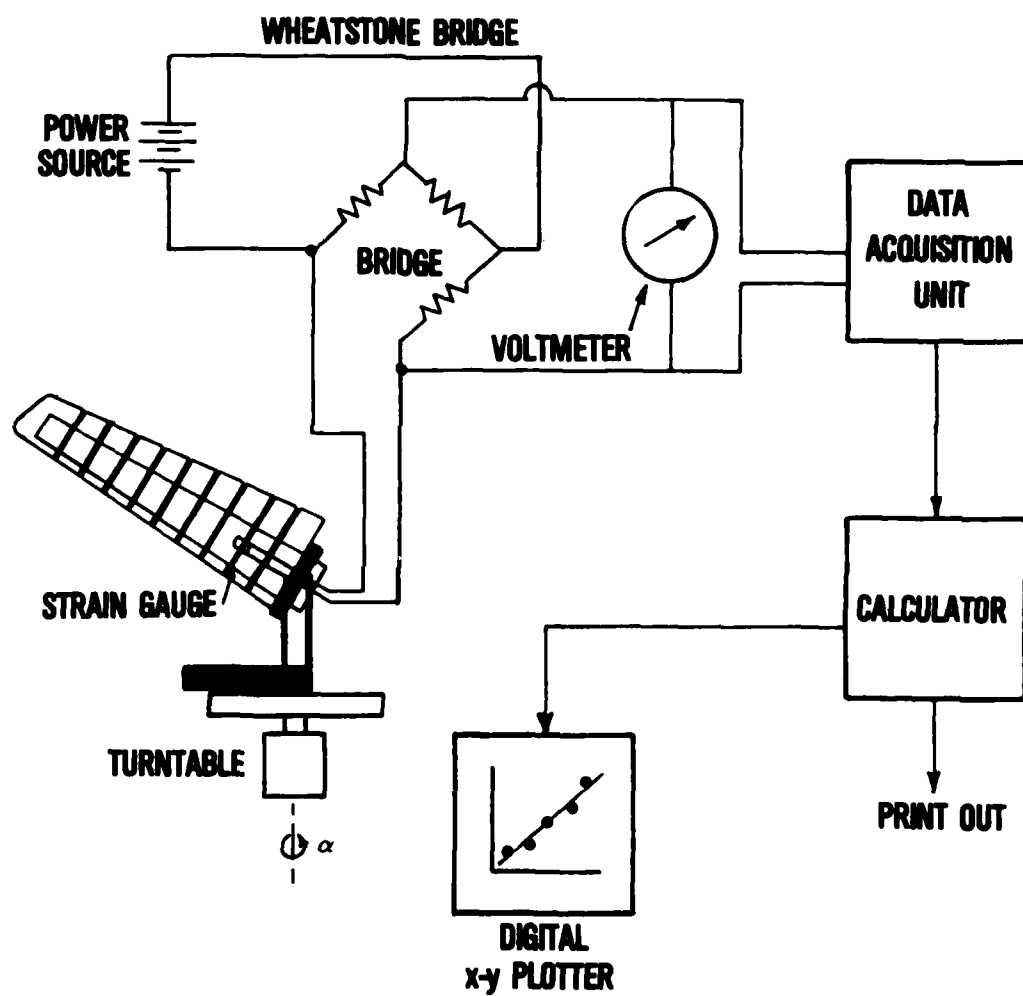 WHEATSTONE BRIDGE
POWER
SOURCE
BRIDGE
VOLTMETER
DATA
ACQUISITION
UNIT
STRAIN GAUGE
CALCULATOR
TURNTABLE
α
PRINT OUT
DIGITAL
x-y PLOTTER